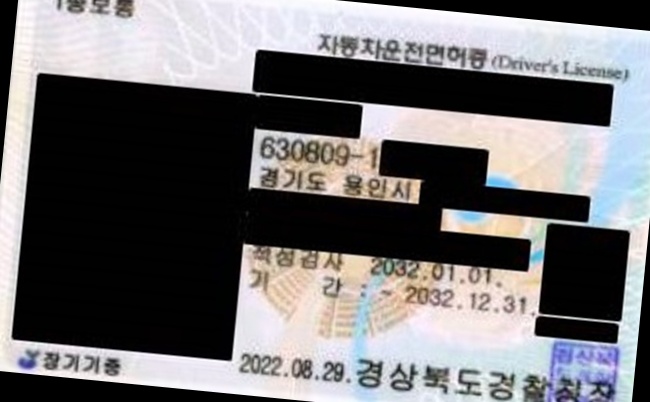 1종보통
자동차운전면허증 (Driver's License)
630809-1
경기도 용인시
적성검사 2032.01.01.
기 간 : ~ 2032.12.31.
장기기증
2022.08.29. 경상북도경찰청장